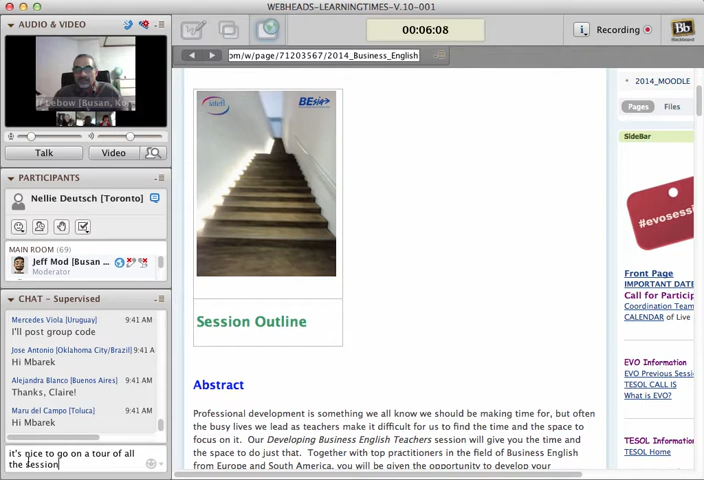 WEBHEADS-LEARNINGTIMES-V.10-001
AUDIO & VIDEO
00:06:08
Recording
Bb
om/w/page/71203567/2014_Business_English
ff Lebow [Busan, Ko
Talk
Video
PARTICIPANTS
Nellie Deutsch [Toronto]
MAIN ROOM (69)
Jeff Mod [Busan ...
Moderator
CHAT - Supervised
Mercedes Viola [Uruguay] 9:41 AM
I'll post group code
Jose Antonio [Oklahoma City/Brazil] 9:41 A
Hi Mbarek
Alejandra Blanco [Buenos Aires] 9:41 AM
Thanks, Claire!
Maru del Campo [Toluca] 9:41 AM
Hi Mbarek
it's nice to go on a tour of all
the session
iatefl
BEsig
Session Outline
Abstract
Professional development is something we all know we should be making time for, but often
the busy lives we lead as teachers make it difficult for us to find the time and the space to
focus on it. Our Developing Business English Teachers session will give you the time and
the space to do just that. Together with top practitioners in the field of Business English
from Europe and South America, you will be given the opportunity to develop your
2014_MOODLE
Pages
Files
SideBar
#evosessi
Front Page
IMPORTANT DATE
Call for Particip
Coordination Team
CALENDAR of Live
EVO Information
EVO Previous Sessi
TESOL CALL IS
What is EVO?
TESOL Information
TESOL Home